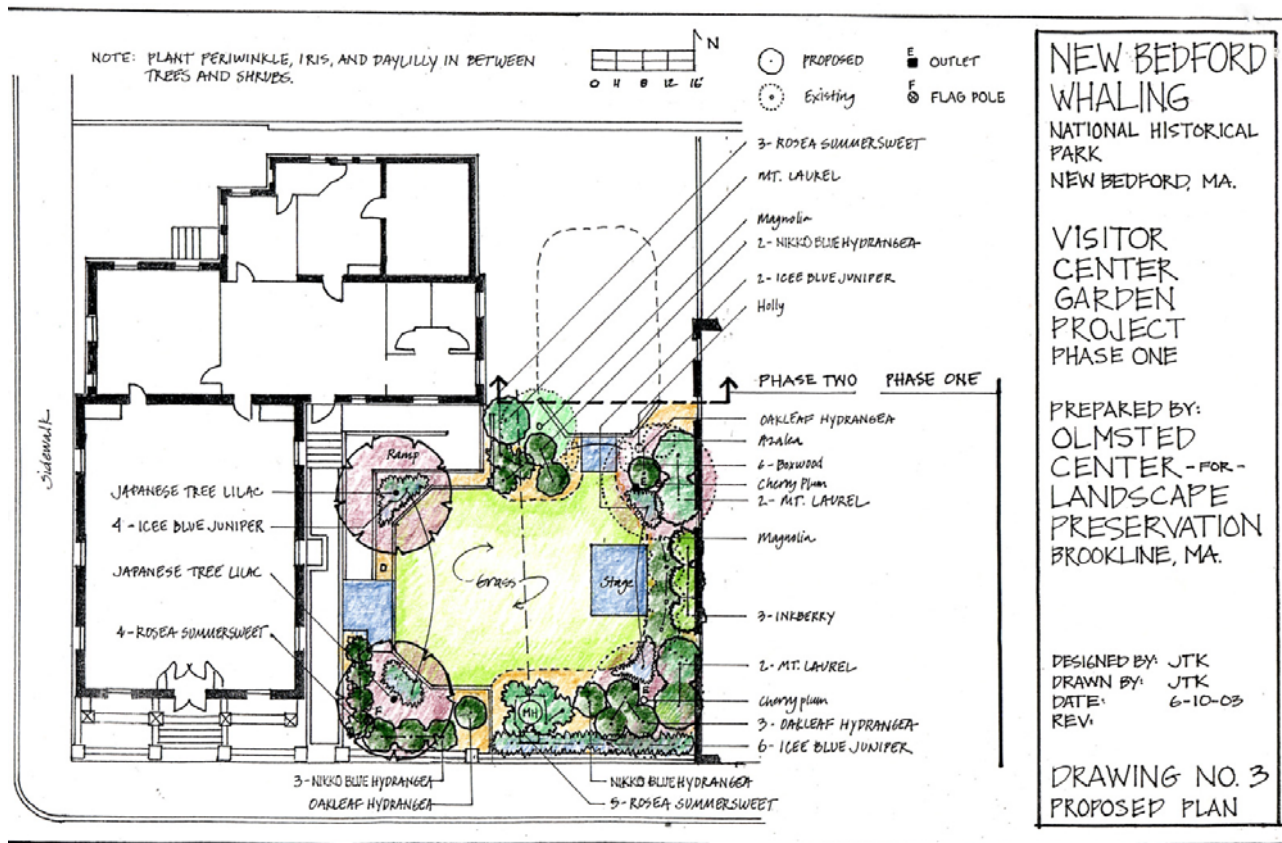 NOTE: PLANT PERIWINKLE, IRIS, AND DAYLILLY IN BETWEEN
TREES AND SHRUBS.
N
0 4 8 12 16'
PROPOSED
Existing
E
OUTLET
F
FLAG POLE
3-ROSEA SUMMERSWEET
MT. LAUREL
Magnolia
2-NIKKO BLUE HYDRANGEA
2-ICEE BLUE JUNIPER
Holly
PHASE TWO PHASE ONE
OAKLEAF HYDRANGEA
Azalea
6-Boxwood
Cherry Plum
2-MT. LAUREL
Magnolia
3-INKBERRY
2-MT. LAUREL
Cherry plum
3-OAKLEAF HYDRANGEA
6-ICEE BLUE JUNIPER
Sidewalk
JAPANESE TREE LILAC
4-ICEE BLUE JUNIPER
JAPANESE TREE LILAC
4-ROSEA SUMMERSWEET
Ramp
Grass
Stage
E
E
F
MH
3-NIKKO BLUE HYDRANGEA
OAKLEAF HYDRANGEA
NIKKO BLUE HYDRANGEA
5-ROSEA SUMMERSWEET
NEW BEDFORD
WHALING
NATIONAL HISTORICAL
PARK
NEW BEDFORD, MA.
VISITOR
CENTER
GARDEN
PROJECT
PHASE ONE
PREPARED BY:
OLMSTED
CENTER-FOR-
LANDSCAPE
PRESERVATION
BROOKLINE, MA.
DESIGNED BY: JTK
DRAWN BY: JTK
DATE: 6-10-03
REV:
DRAWING NO. 3
PROPOSED PLAN